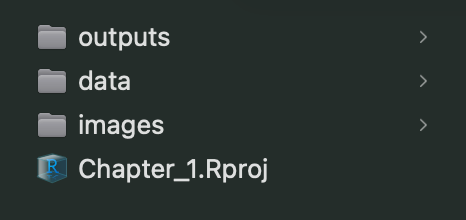 outputs
data
images
R
Chapter_1.Rproj